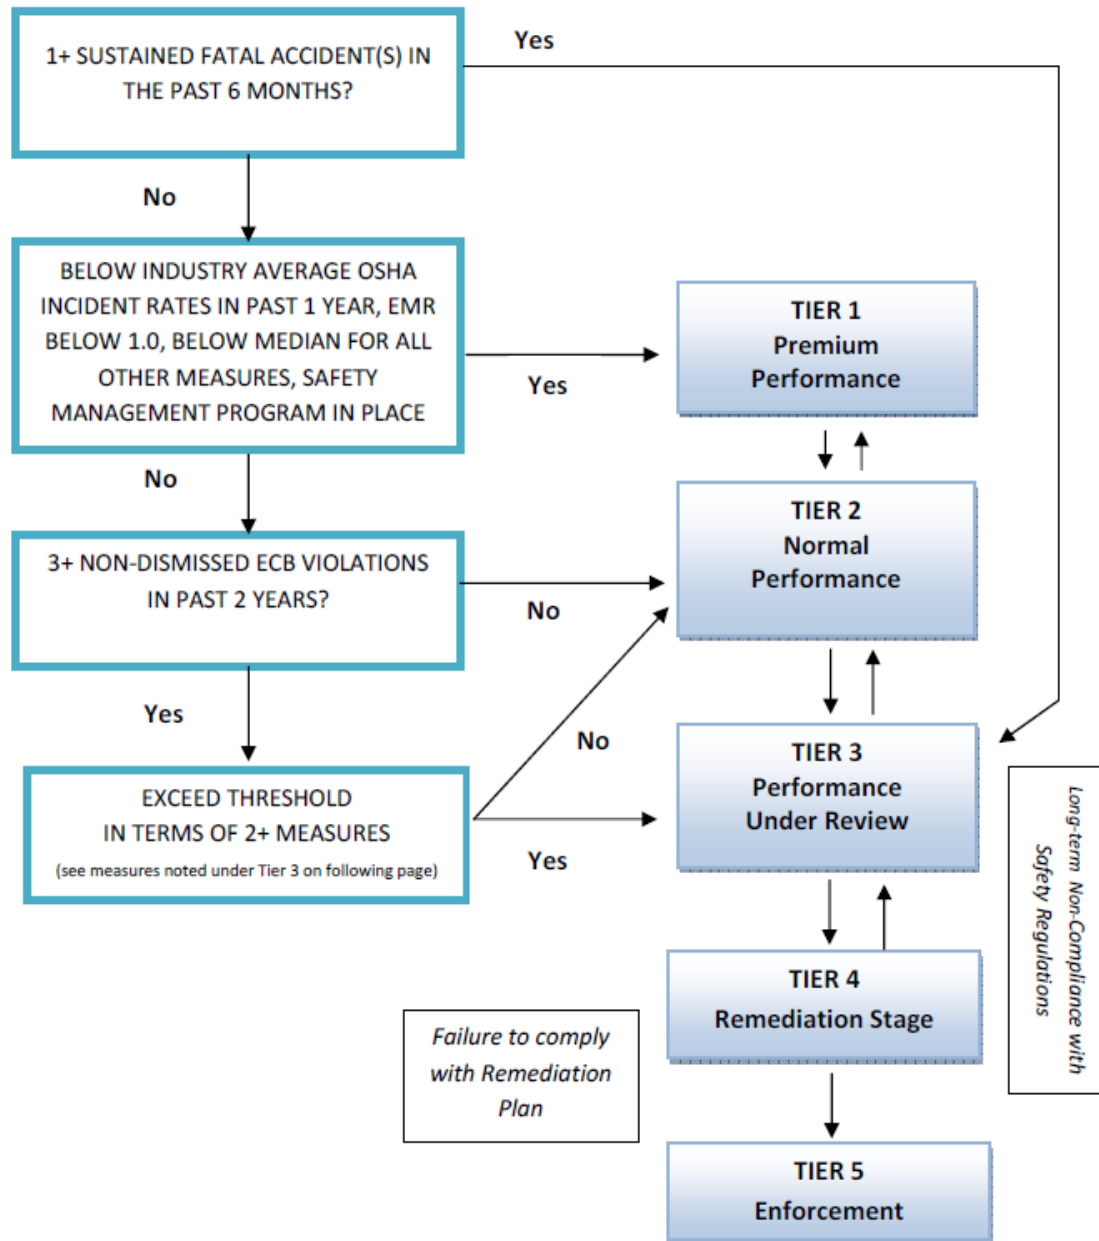 1+ SUSTAINED FATAL ACCIDENT(S) IN
THE PAST 6 MONTHS?
Yes
No
BELOW INDUSTRY AVERAGE OSHA
INCIDENT RATES IN PAST 1 YEAR, EMR
BELOW 1.0, BELOW MEDIAN FOR ALL
OTHER MEASURES, SAFETY
MANAGEMENT PROGRAM IN PLACE
Yes
TIER 1
Premium
Performance
No
3+ NON-DISMISSED ECB VIOLATIONS
IN PAST 2 YEARS?
No
TIER 2
Normal
Performance
Yes
No
EXCEED THRESHOLD
IN TERMS OF 2+ MEASURES
(see measures noted under Tier 3 on following page)
Yes
TIER 3
Performance
Under Review
Long-term Non-Compliance with
Safety Regulations
TIER 4
Remediation Stage
Failure to comply
with Remediation
Plan
TIER 5
Enforcement